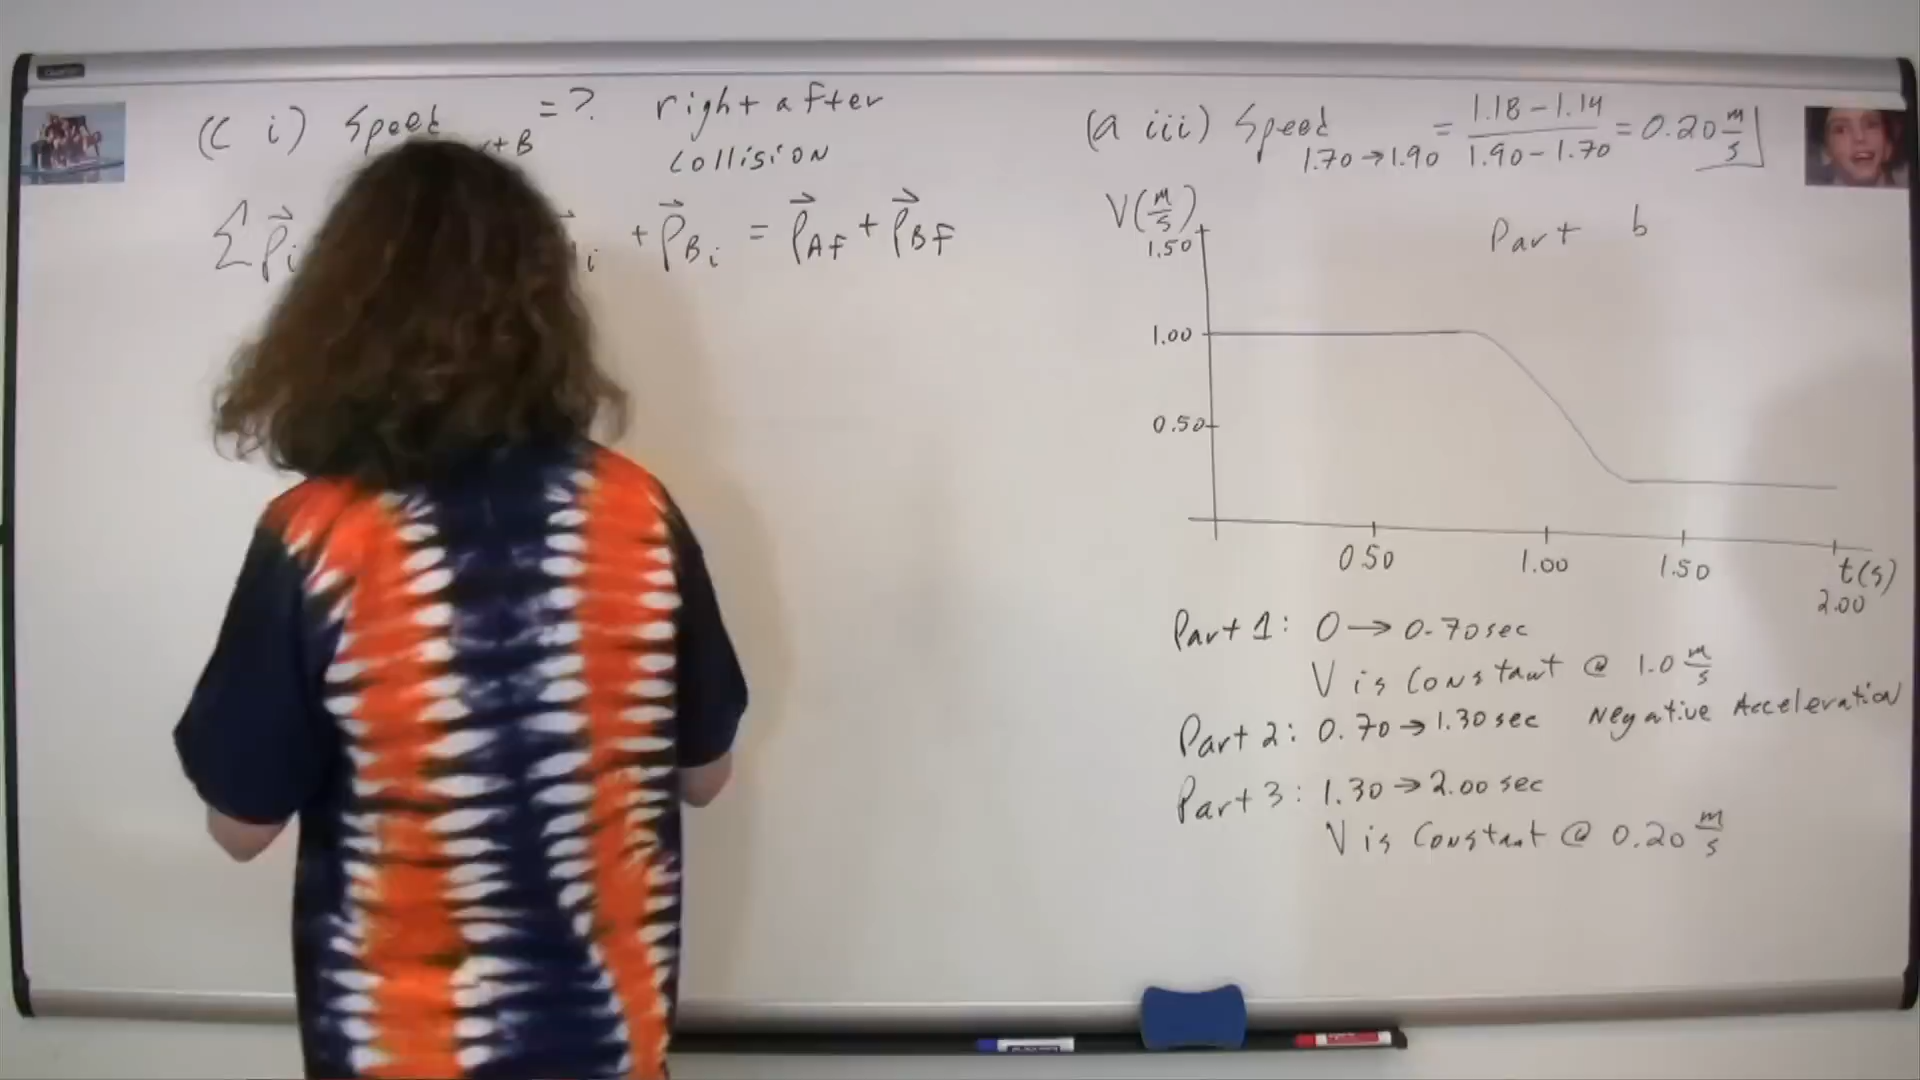 (c i) Speed = ? right after
+B collision
∑ p⃗i i + p⃗Bi = p⃗Af + p⃗Bf
(a iii) Speed 1.70→1.90 = 1.18-1.14 / 1.90-1.70 = 0.20 m/s
V(m/s)
Part b
1.50
1.00
0.50
0.50 1.00 1.50 2.00
t(s)
Part 1: 0 → 0.70 sec
V is constant @ 1.0 m/s
Part 2: 0.70 → 1.30 sec Negative Acceleration
Part 3: 1.30 → 2.00 sec
V is constant @ 0.20 m/s